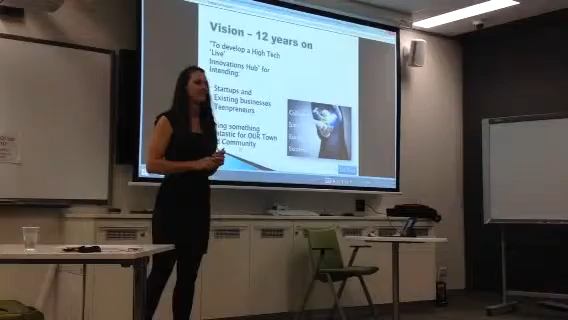 Vision – 12 years on
"To develop a High Tech
'Live'
Innovations Hub" for
Intending:
Startups and
Existing businesses
Teenpreneurs
something
for OUR Town
Community